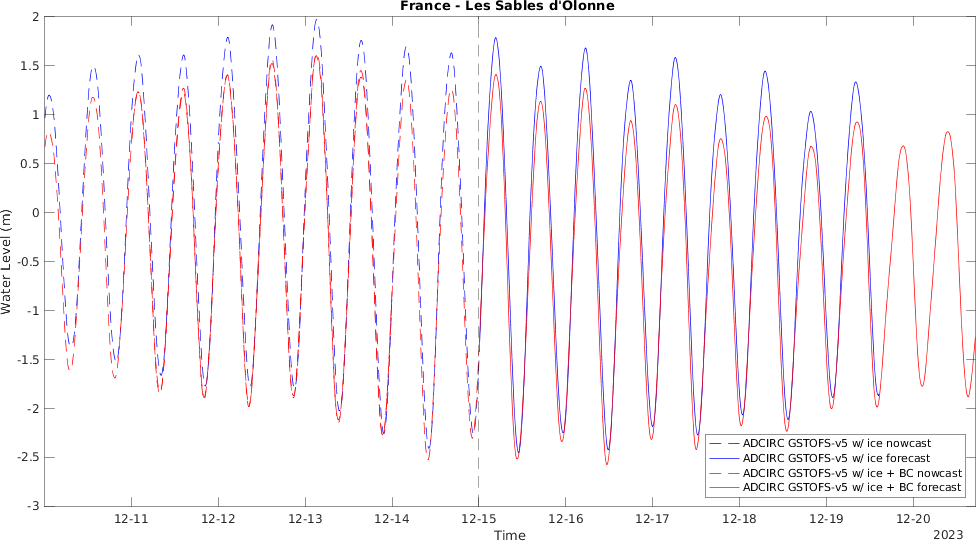 France - Les Sables d'Olonne
2
1.5
1
0.5
0
-0.5
-1
-1.5
-2
-2.5
-3
Water Level (m)
12-11 12-12 12-13 12-14 12-15 12-16 12-17 12-18 12-19 12-20
Time
2023
ADCIRC GSTOFS-v5 w/ ice nowcast
ADCIRC GSTOFS-v5 w/ ice forecast
ADCIRC GSTOFS-v5 w/ ice + BC nowcast
ADCIRC GSTOFS-v5 w/ ice + BC forecast